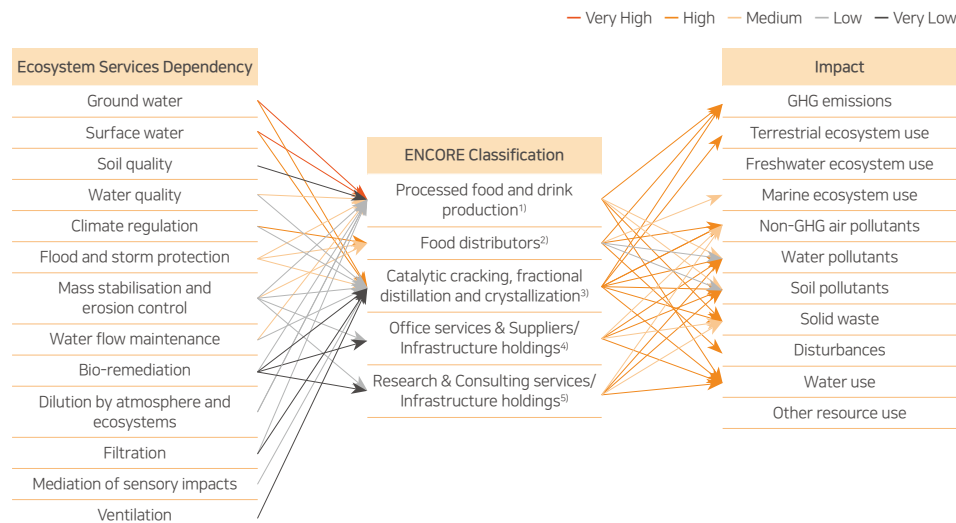 Very High
High
Medium
Low
Very Low
Ecosystem Services Dependency
Ground water
Surface water
Soil quality
Water quality
Climate regulation
Flood and storm protection
Mass stabilisation and
erosion control
Water flow maintenance
Bio-remediation
Dilution by atmosphere and
ecosystems
Filtration
Mediation of sensory impacts
Ventilation
ENCORE Classification
Processed food and drink
production1)
Food distributors2)
Catalytic cracking, fractional
distillation and crystallization3)
Office services & Suppliers/
Infrastructure holdings4)
Research & Consulting services/
Infrastructure holdings5)
Impact
GHG emissions
Terrestrial ecosystem use
Freshwater ecosystem use
Marine ecosystem use
Non-GHG air pollutants
Water pollutants
Soil pollutants
Solid waste
Disturbances
Water use
Other resource use